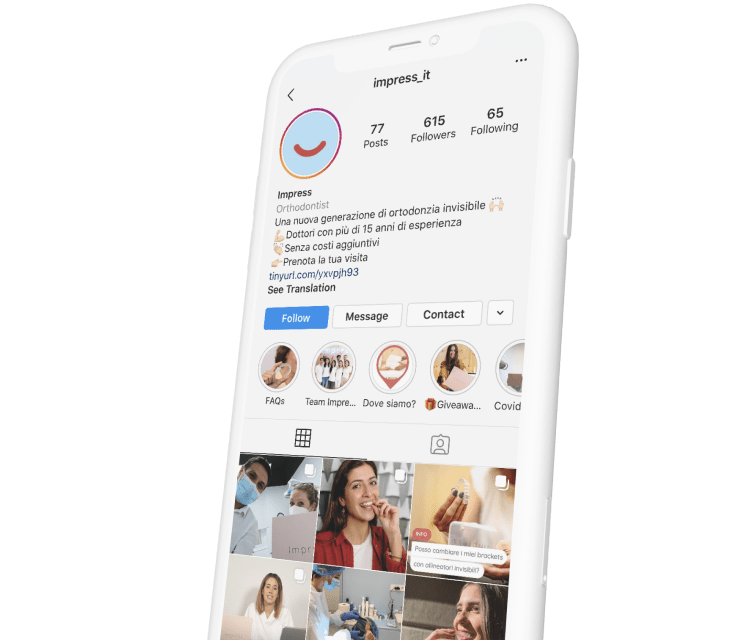 impress_it
77
Posts
615
Followers
65
Following
Impress
Orthodontist
Una nuova generazione di ortodonzia invisibile 🙌🏻
💪🏻Dottori con più di 15 anni di esperienza
👏🏻Senza costi aggiuntivi
👉🏻Prenota la tua visita
tinyurl.com/yxvpjh93
See Translation
Follow
Message
Contact
FAQs
Team Impre...
Dove siamo?
🎁Giveawa...
Covid
impr
INFO
Posso cambiare i miei brackets
con allineatori invisibili?